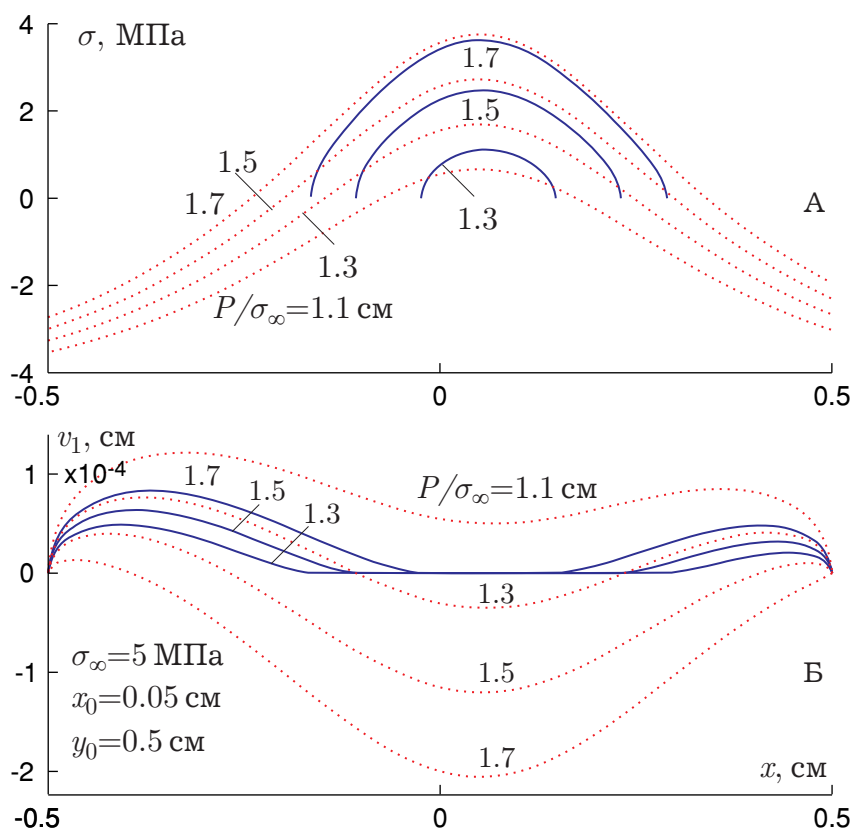 4
σ, МПа
1.7
2
1.5
1.5
1.7
0
1.3
А
1.3
-2
P/σ∞=1.1 см
-4
-0.5 0 0.5
v₁, см
x10⁻⁴
1
1.7
P/σ∞=1.1 см
1.5
1.3
0
1.3
σ∞=5 МПа
-1
1.5
Б
x₀=0.05 см
y₀=0.5 см
1.7
-2
x, см
-0.5 0 0.5